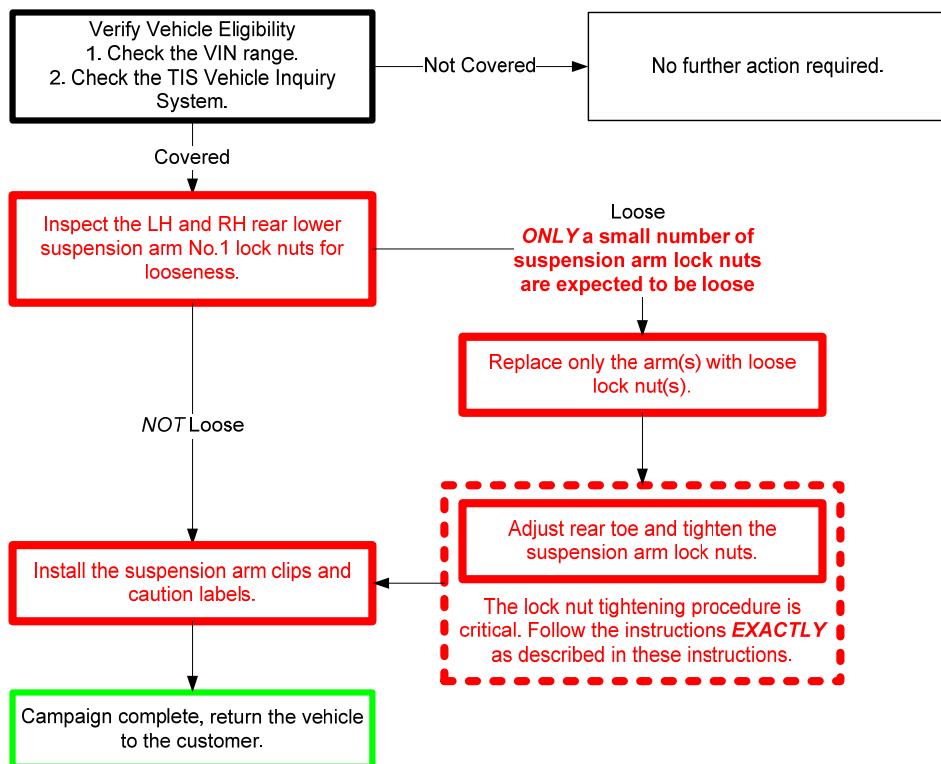 Verify Vehicle Eligibility
1. Check the VIN range.
2. Check the TIS Vehicle Inquiry
System.
Not Covered
No further action required.
Covered
Inspect the LH and RH rear lower
suspension arm No.1 lock nuts for
looseness.
Loose
ONLY a small number of
suspension arm lock nuts
are expected to be loose
Replace only the arm(s) with loose
lock nut(s).
NOT Loose
Adjust rear toe and tighten the
suspension arm lock nuts.
The lock nut tightening procedure is
critical. Follow the instructions EXACTLY
as described in these instructions.
Install the suspension arm clips and
caution labels.
Campaign complete, return the vehicle
to the customer.